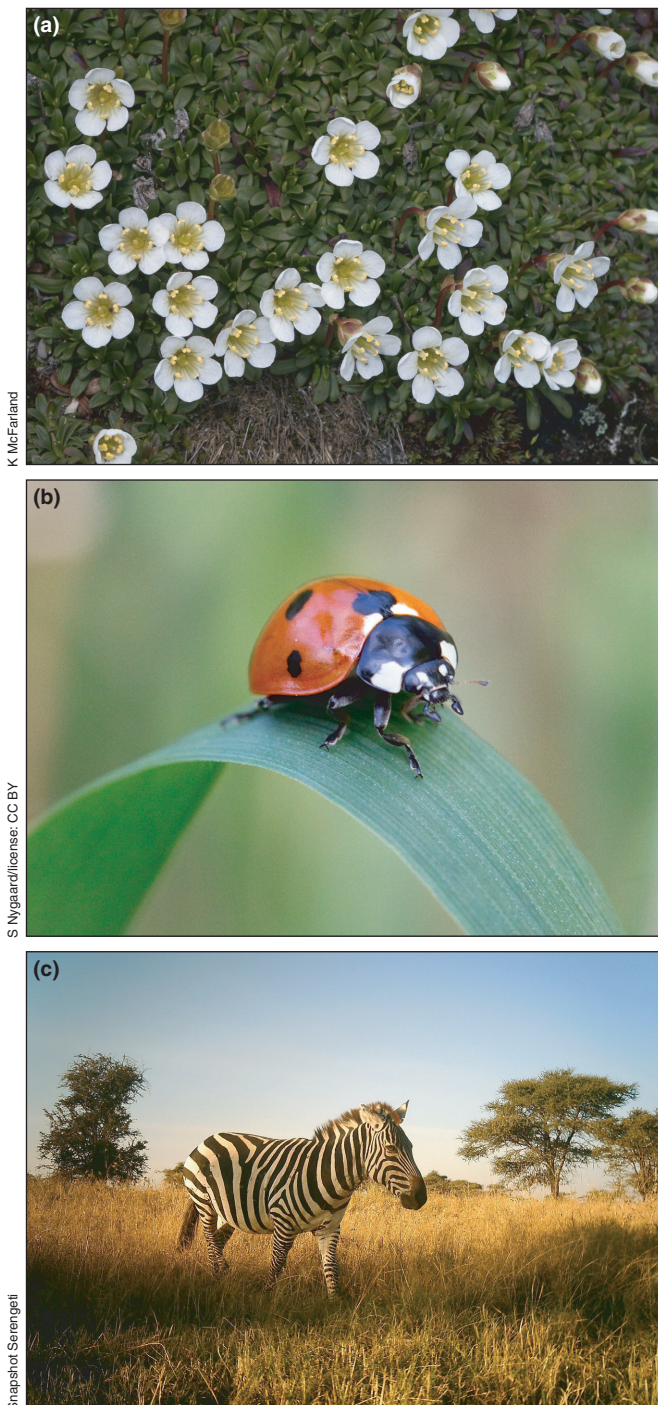 (a)
K McFarland
(b)
S Nygaard/license: CC BY
(c)
Snapshot Serengeti